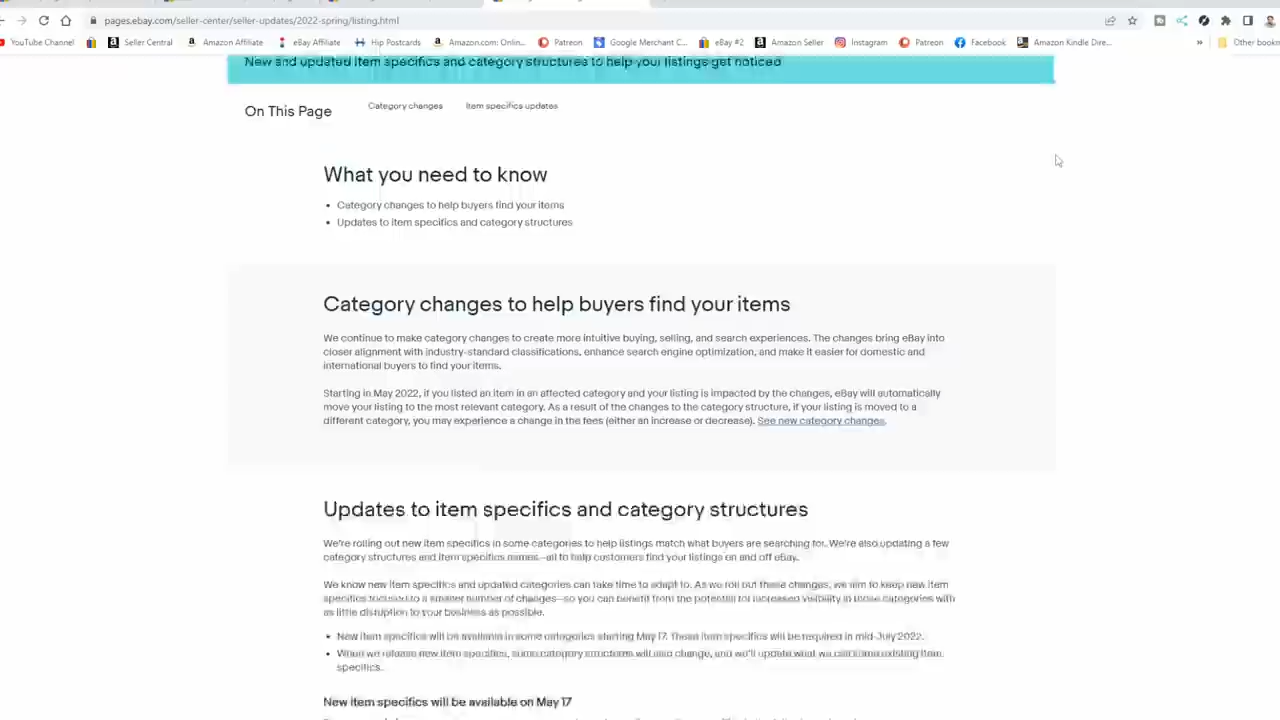 pages.ebay.com/seller-center/seller-updates/2022-spring/listing.html
YouTube Channel Seller Central Amazon Affiliate eBay Affiliate Hip Postcards Amazon.com: Onlin... Patreon Google Merchant C... eBay #2 Amazon Seller Instagram Patreon Facebook Amazon Kindle Dire... » Other bookm
New and updated item specifics and category structures to help your listings get noticed
On This Page Category changes Item specifics updates
What you need to know
• Category changes to help buyers find your items
• Updates to item specifics and category structures
Category changes to help buyers find your items
We continue to make category changes to create more intuitive buying, selling, and search experiences. The changes bring eBay into
closer alignment with industry-standard classifications, enhance search engine optimization, and make it easier for domestic and
international buyers to find your items.
Starting in May 2022, if you listed an item in an affected category and your listing is impacted by the changes, eBay will automatically
move your listing to the most relevant category. As a result of the changes to the category structure, if your listing is moved to a
different category, you may experience a change in the fees (either an increase or decrease). See new category changes.
Updates to item specifics and category structures
We're rolling out new item specifics in some categories to help listings match what buyers are searching for. We're also updating a few
category structures and item specifics names—all to help customers find your listings on and off eBay.
We know new item specifics and updated categories can take time to adapt to. As we roll out these changes, we aim to keep new item
specifics focused to a smaller number of changes—so you can benefit from the potential for increased visibility in those categories with
as little disruption to your business as possible.
• New item specifics will be available in some categories starting May 17. These item specifics will be required in mid-July 2022.
• When we release new item specifics, some category structures will also change, and we'll update what we call some existing item
specifics.
New item specifics will be available on May 17